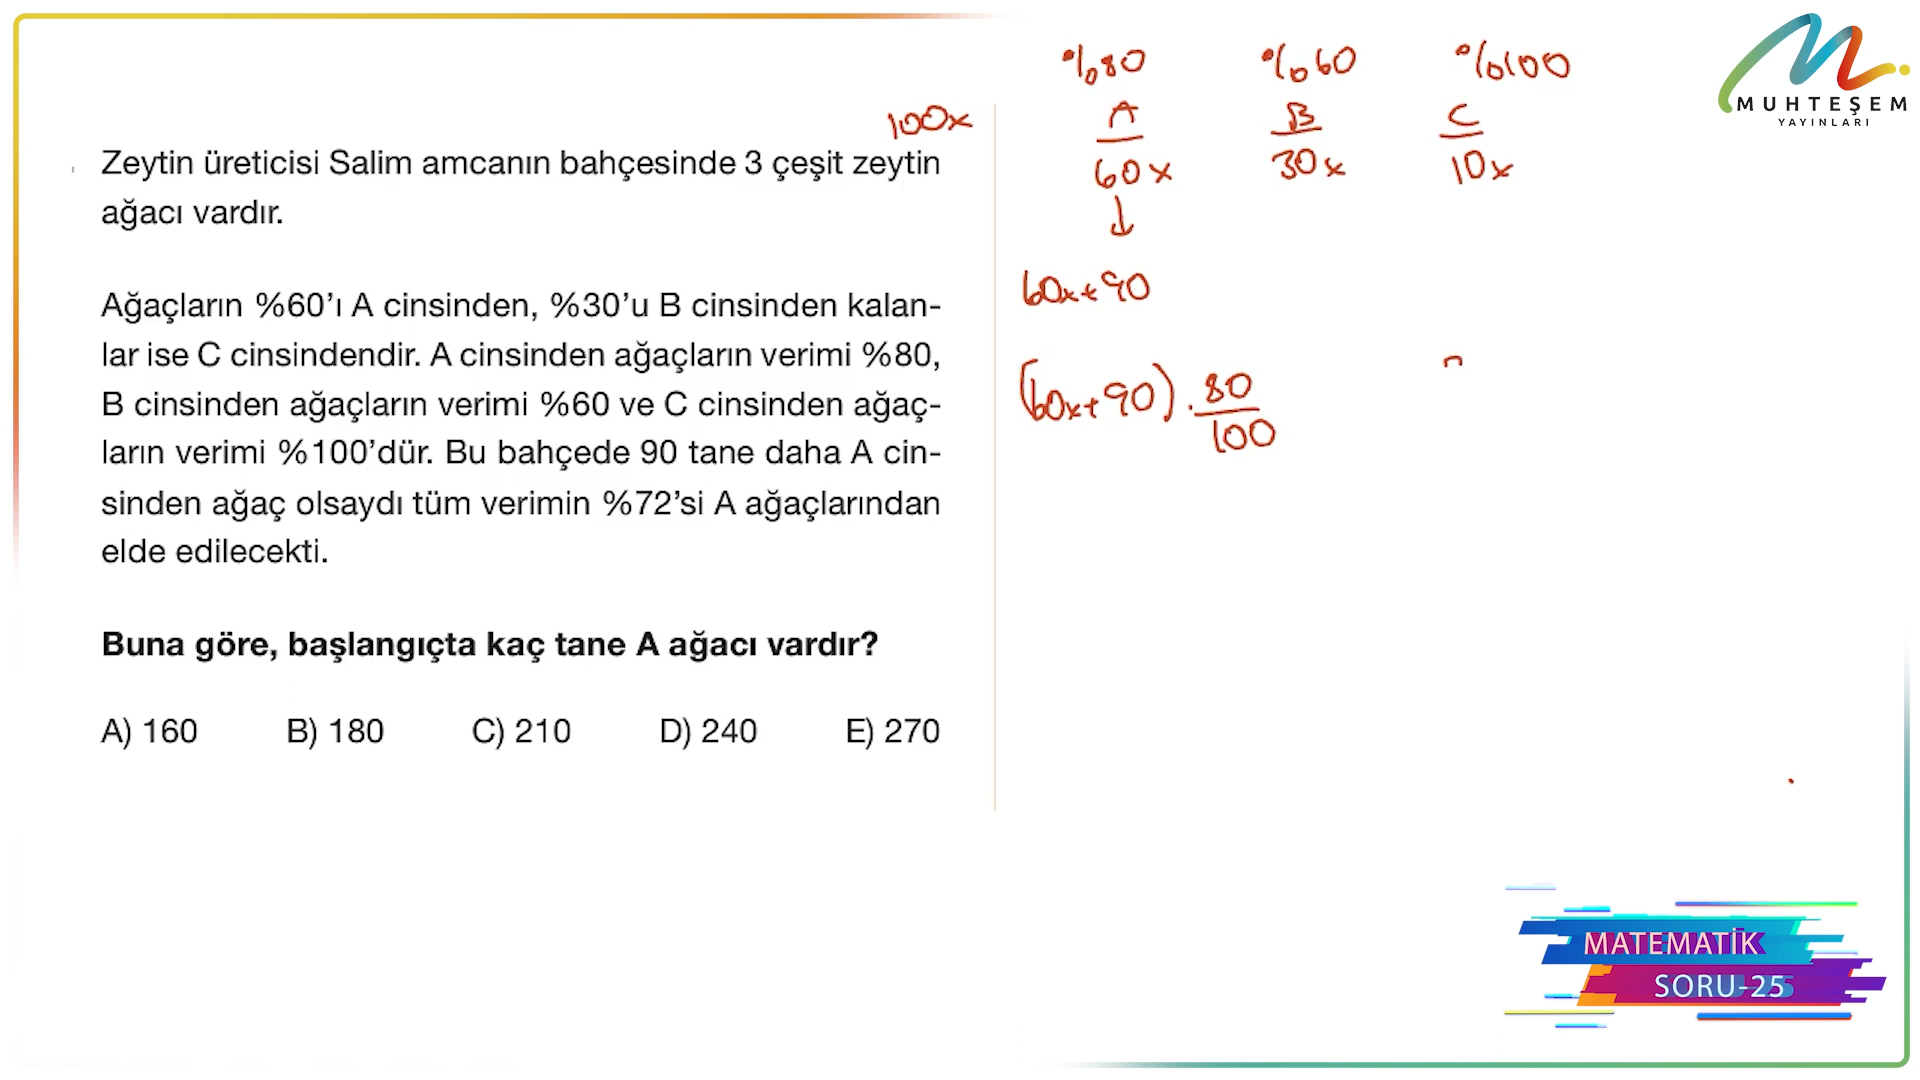 %80 %60 %100
A B C
60x 30x 10x
60x+90
(60x+90).80/100
100x
Zeytin üreticisi Salim amcanın bahçesinde 3 çeşit zeytin
ağacı vardır.
Ağaçların %60’ı A cinsinden, %30’u B cinsinden kalan-
lar ise C cinsindendir. A cinsinden ağaçların verimi %80,
B cinsinden ağaçların verimi %60 ve C cinsinden ağaç-
ların verimi %100’dür. Bu bahçede 90 tane daha A cin-
sinden ağaç olsaydı tüm verimin %72’si A ağaçlarından
elde edilecekti.
Buna göre, başlangıçta kaç tane A ağacı vardır?
A) 160 B) 180 C) 210 D) 240 E) 270
MUHTEŞEM
YAYINLARI
MATEMATİK
SORU-25